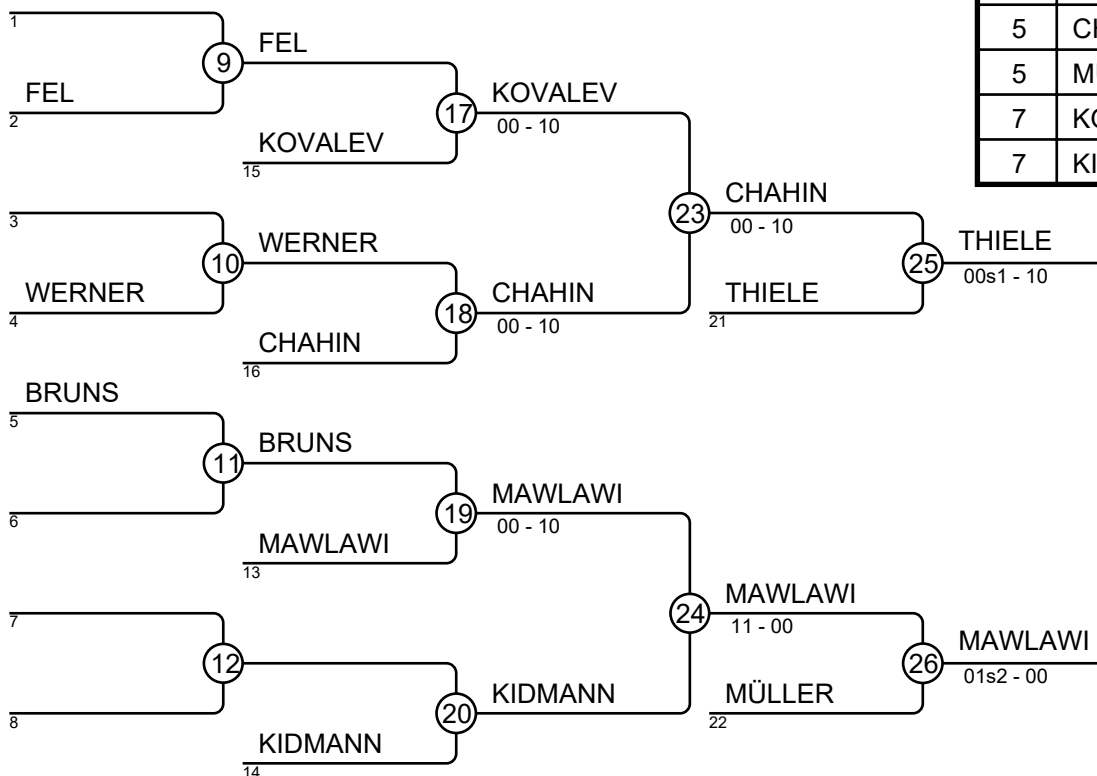 1
5 CH
9
FEL
FEL
2
5 M
17
KOVALEV
00 - 10
7 KO
KOVALEV
15
7 KI
3
23
CHAHIN
00 - 10
10
WERNER
25
THIELE
00s1 - 10
WERNER
4
18
CHAHIN
00 - 10
THIELE
21
CHAHIN
16
BRUNS
5
11
BRUNS
19
MAWLAWI
00 - 10
6
MAWLAWI
13
7
24
MAWLAWI
11 - 00
12
26
MAWLAWI
01s2 - 00
8
20
KIDMANN
MÜLLER
22
KIDMANN
14